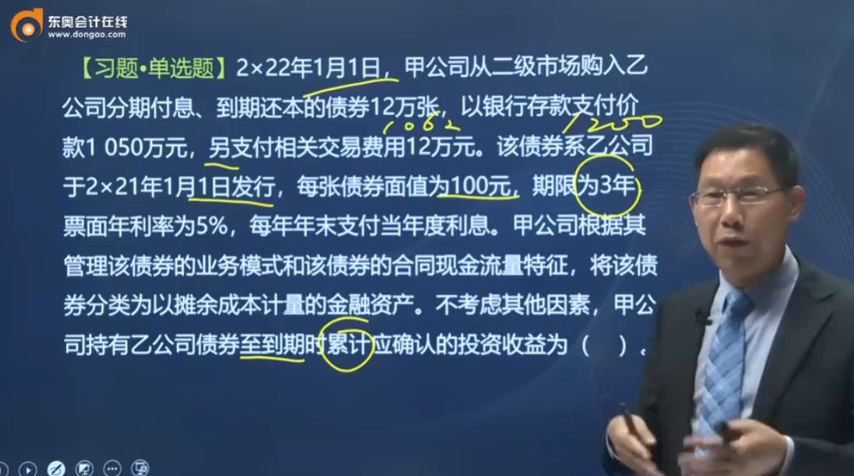 东奥会计在线
www.dongao.com
【习题•单选题】2×22年1月1日，甲公司从二级市场购入乙
公司分期付息、到期还本的债券12万张，以银行存款支付价
1062 1200
款1 050万元，另支付相关交易费用12万元。该债券系乙公司
于2×21年1月1日发行，每张债券面值为100元，期限为3年，
票面年利率为5%，每年年末支付当年度利息。甲公司根据其
管理该债券的业务模式和该债券的合同现金流量特征，将该债
券分类为以摊余成本计量的金融资产。不考虑其他因素，甲公
司持有乙公司债券至到期时累计应确认的投资收益为（ ）。